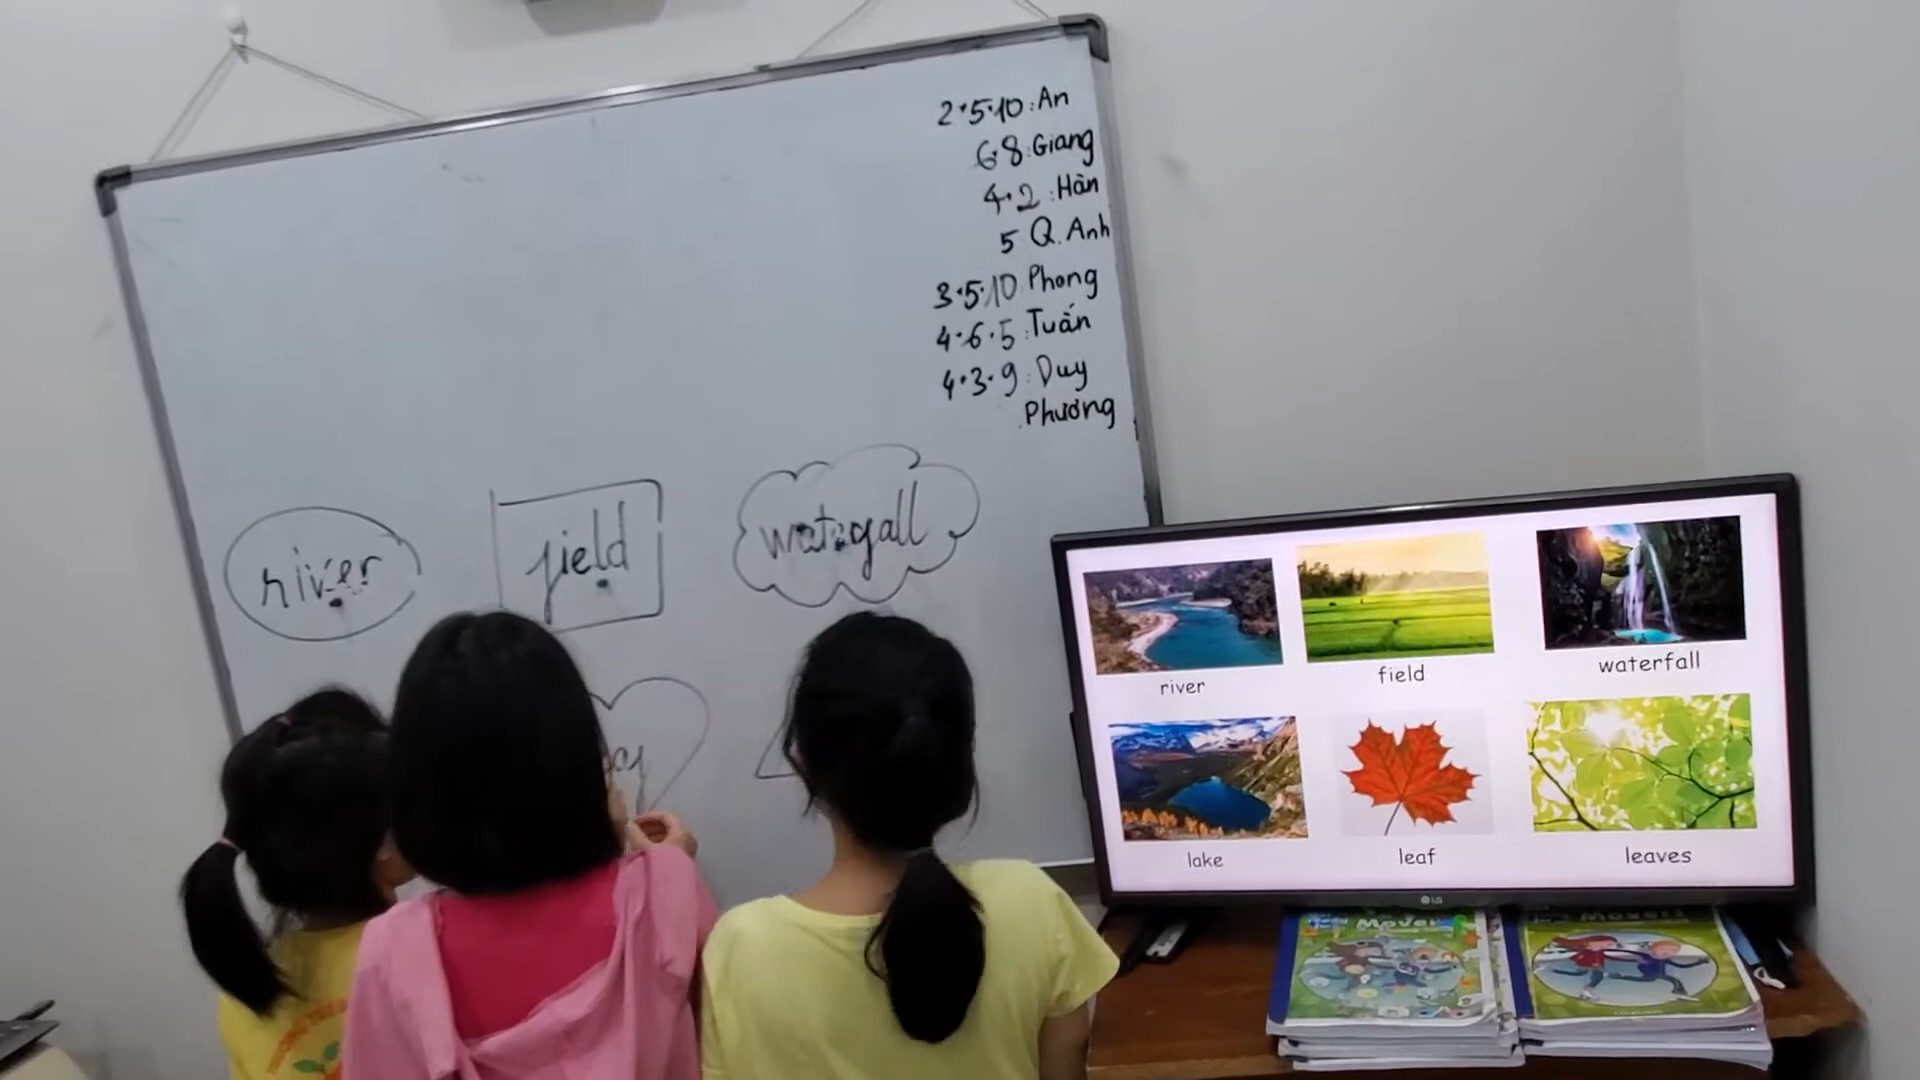 2·5·10: An
6·8: Giang
4·2: Hàn
5 Q. Anh
3·5·10 Phong
4·6·5: Tuấn
4·3·9: Duy
Phương
river
field
waterfall
river
field
waterfall
lake
leaf
leaves
LG
Movers
Movers